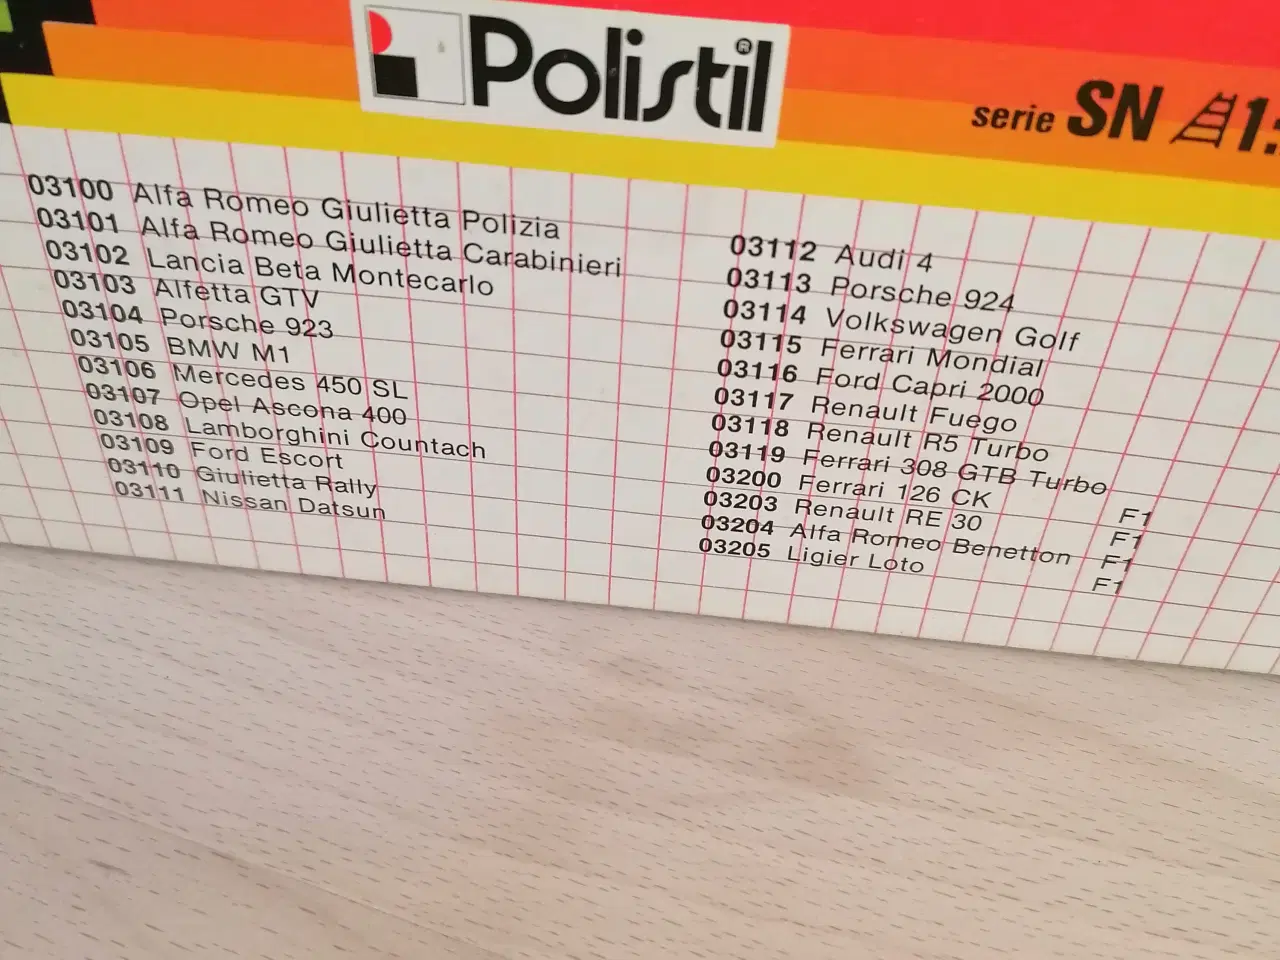 Polistil ®
serie SN 1:
03100 Alfa Romeo Giulietta Polizia
03101 Alfa Romeo Giulietta Carabinieri
03102 Lancia Beta Montecarlo
03103 Alfetta GTV
03104 Porsche 923
03105 BMW M1
03106 Mercedes 450 SL
03107 Opel Ascona 400
03108 Lamborghini Countach
03109 Ford Escort
03110 Giulietta Rally
03111 Nissan Datsun
03112 Audi 4
03113 Porsche 924
03114 Volkswagen Golf
03115 Ferrari Mondial
03116 Ford Capri 2000
03117 Renault Fuego
03118 Renault R5 Turbo
03119 Ferrari 308 GTB Turbo
03200 Ferrari 126 CK F1
03203 Renault RE 30 F1
03204 Alfa Romeo Benetton F1
03205 Ligier Loto F1